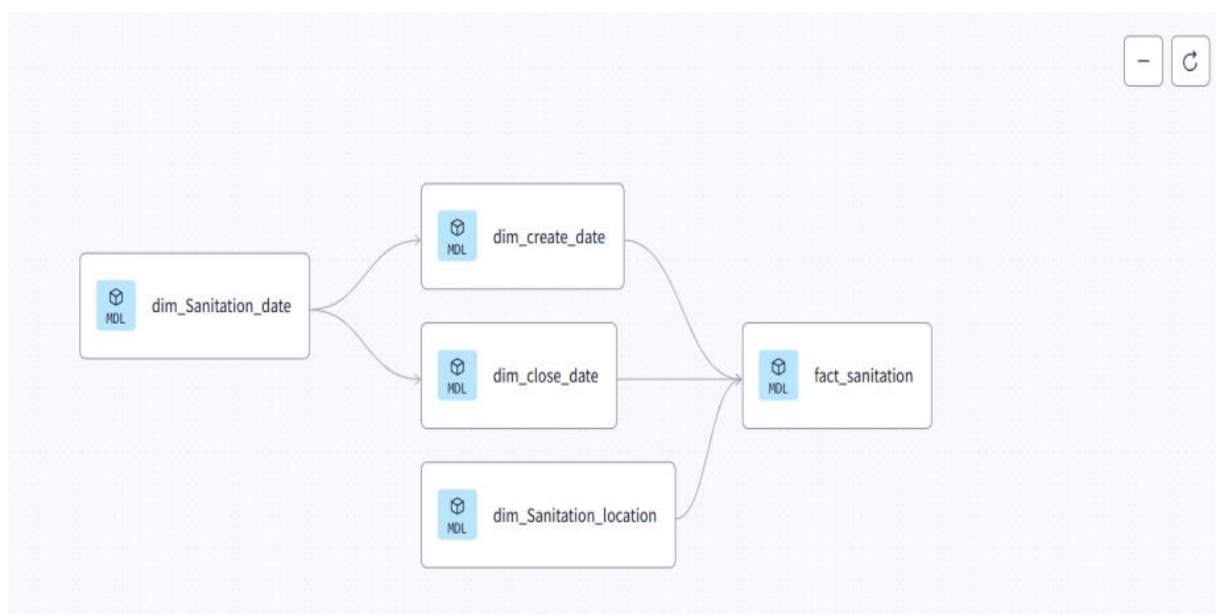 MDL
dim_Sanitation_date
MDL
dim_create_date
MDL
dim_close_date
MDL
dim_Sanitation_location
MDL
fact_sanitation